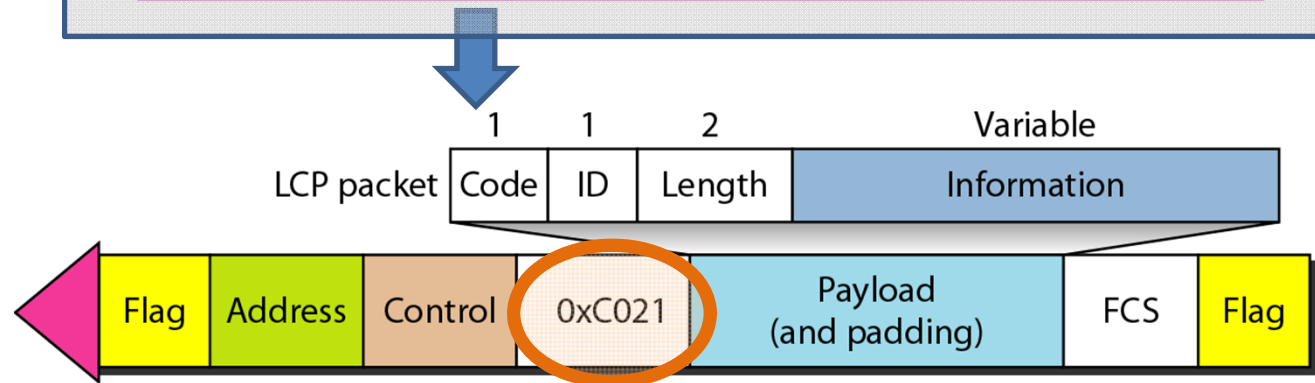 1 1 2 Variable
LCP packet Code ID Length Information
Flag Address Control 0xC021 Payload (and padding) FCS Flag